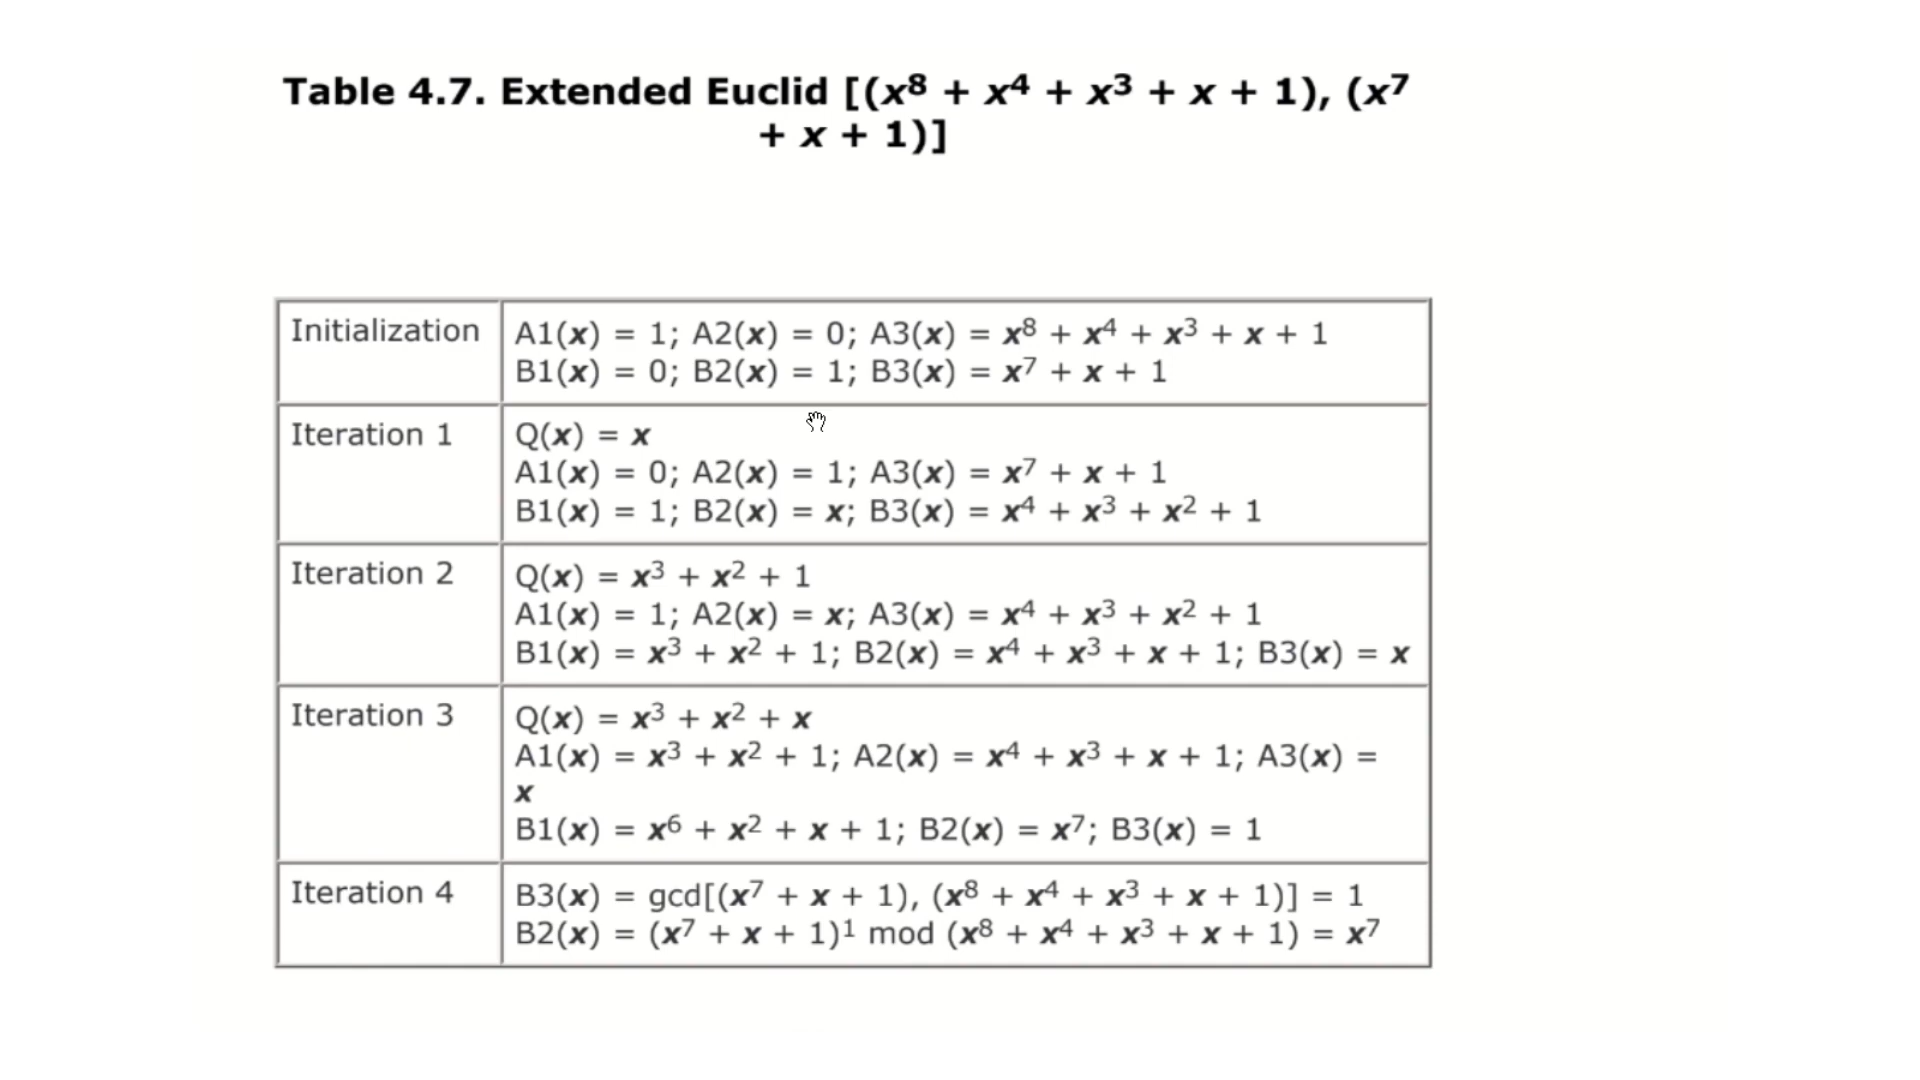 Table 4.7. Extended Euclid [(x⁸ + x⁴ + x³ + x + 1), (x⁷
+ x + 1)]
Initialization
A1(x) = 1; A2(x) = 0; A3(x) = x⁸ + x⁴ + x³ + x + 1
B1(x) = 0; B2(x) = 1; B3(x) = x⁷ + x + 1
Iteration 1
Q(x) = x
A1(x) = 0; A2(x) = 1; A3(x) = x⁷ + x + 1
B1(x) = 1; B2(x) = x; B3(x) = x⁴ + x³ + x² + 1
Iteration 2
Q(x) = x³ + x² + 1
A1(x) = 1; A2(x) = x; A3(x) = x⁴ + x³ + x² + 1
B1(x) = x³ + x² + 1; B2(x) = x⁴ + x³ + x + 1; B3(x) = x
Iteration 3
Q(x) = x³ + x² + x
A1(x) = x³ + x² + 1; A2(x) = x⁴ + x³ + x + 1; A3(x) =
x
B1(x) = x⁶ + x² + x + 1; B2(x) = x⁷; B3(x) = 1
Iteration 4
B3(x) = gcd[(x⁷ + x + 1), (x⁸ + x⁴ + x³ + x + 1)] = 1
B2(x) = (x⁷ + x + 1)¹ mod (x⁸ + x⁴ + x³ + x + 1) = x⁷